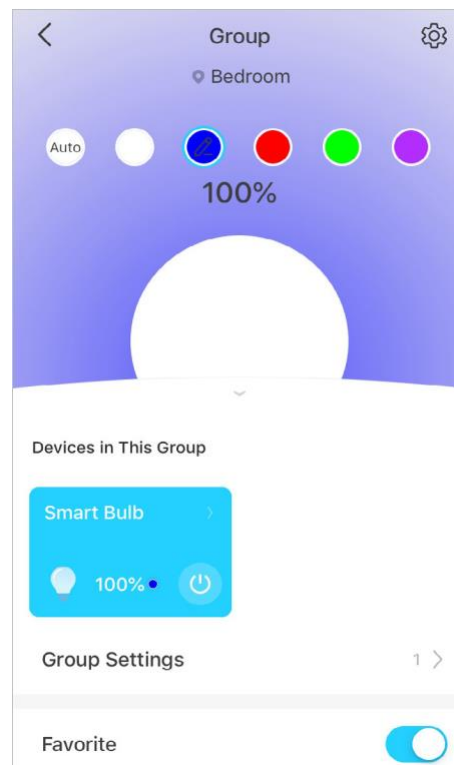 Group
Bedroom
Auto
100%
Devices in This Group
Smart Bulb
100%
Group Settings 1
Favorite